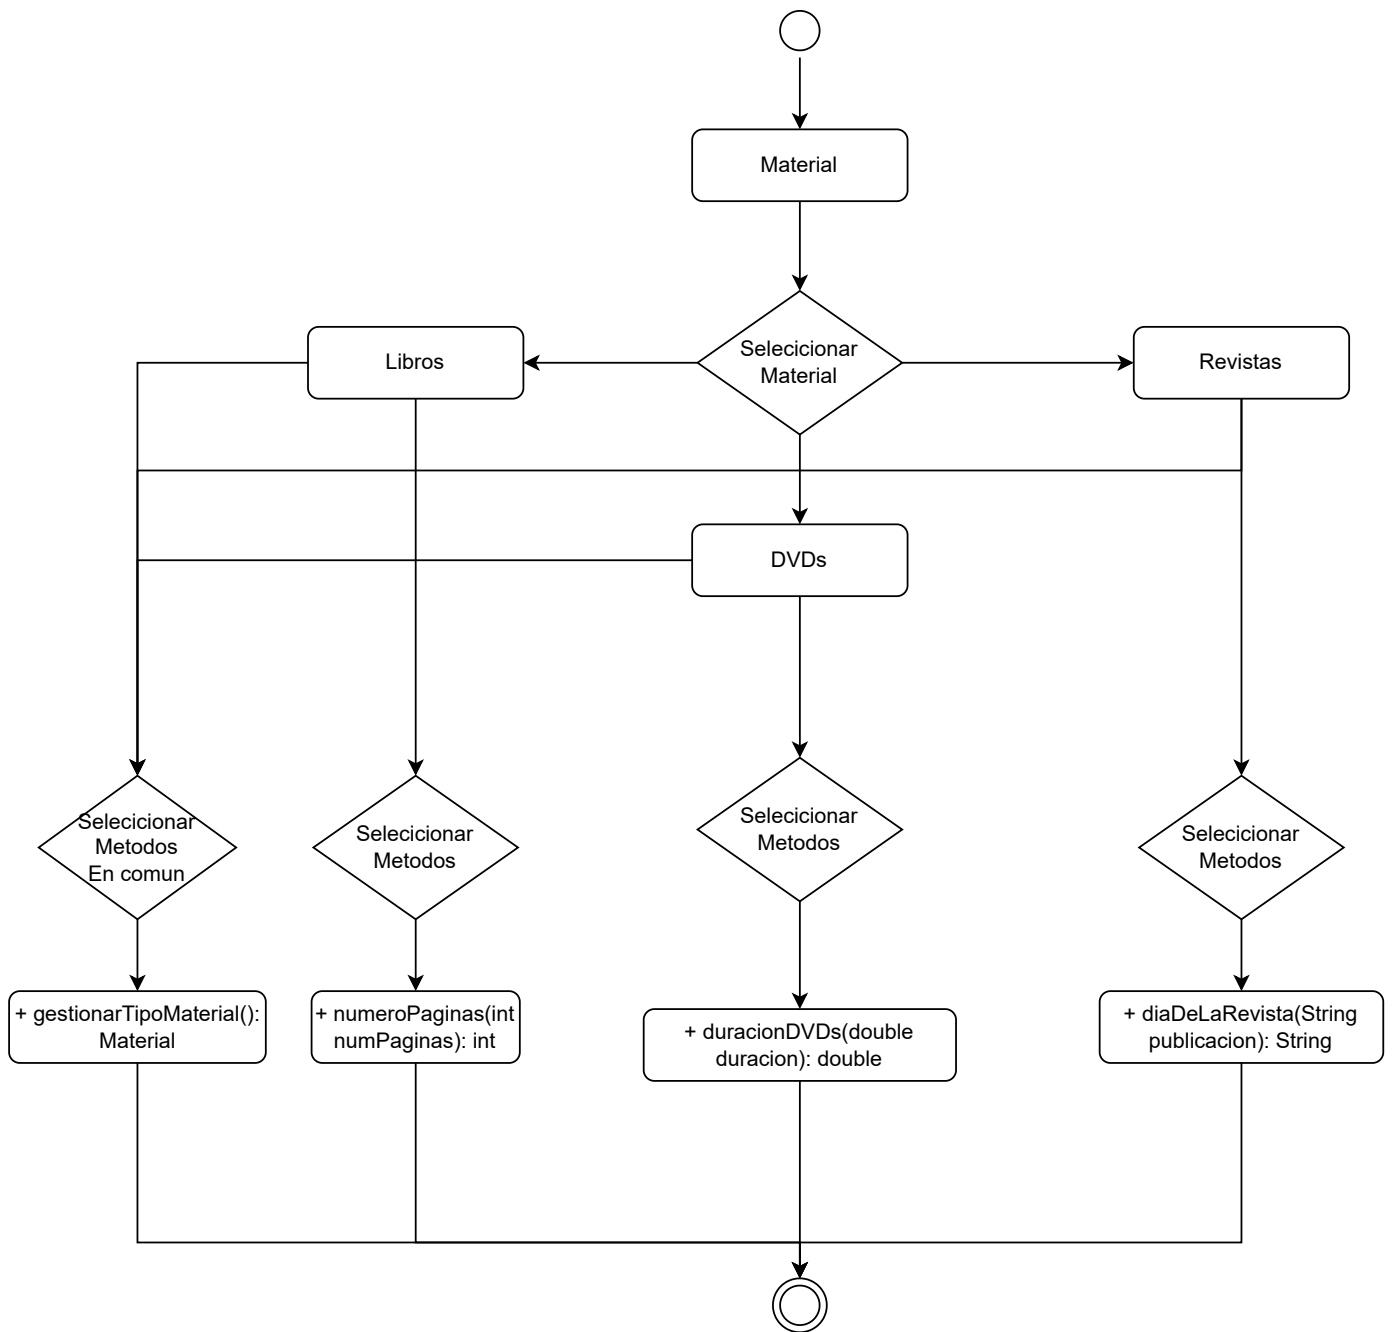 Material
Selecicionar
Material
Libros
Revistas
DVDs
Selecicionar
Metodos
En comun
Selecicionar
Metodos
Selecicionar
Metodos
Selecicionar
Metodos
+ gestionarTipoMaterial():
Material
+ numeroPaginas(int
numPaginas): int
+ duracionDVDs(double
duracion): double
+ diaDeLaRevista(String
publicacion): String